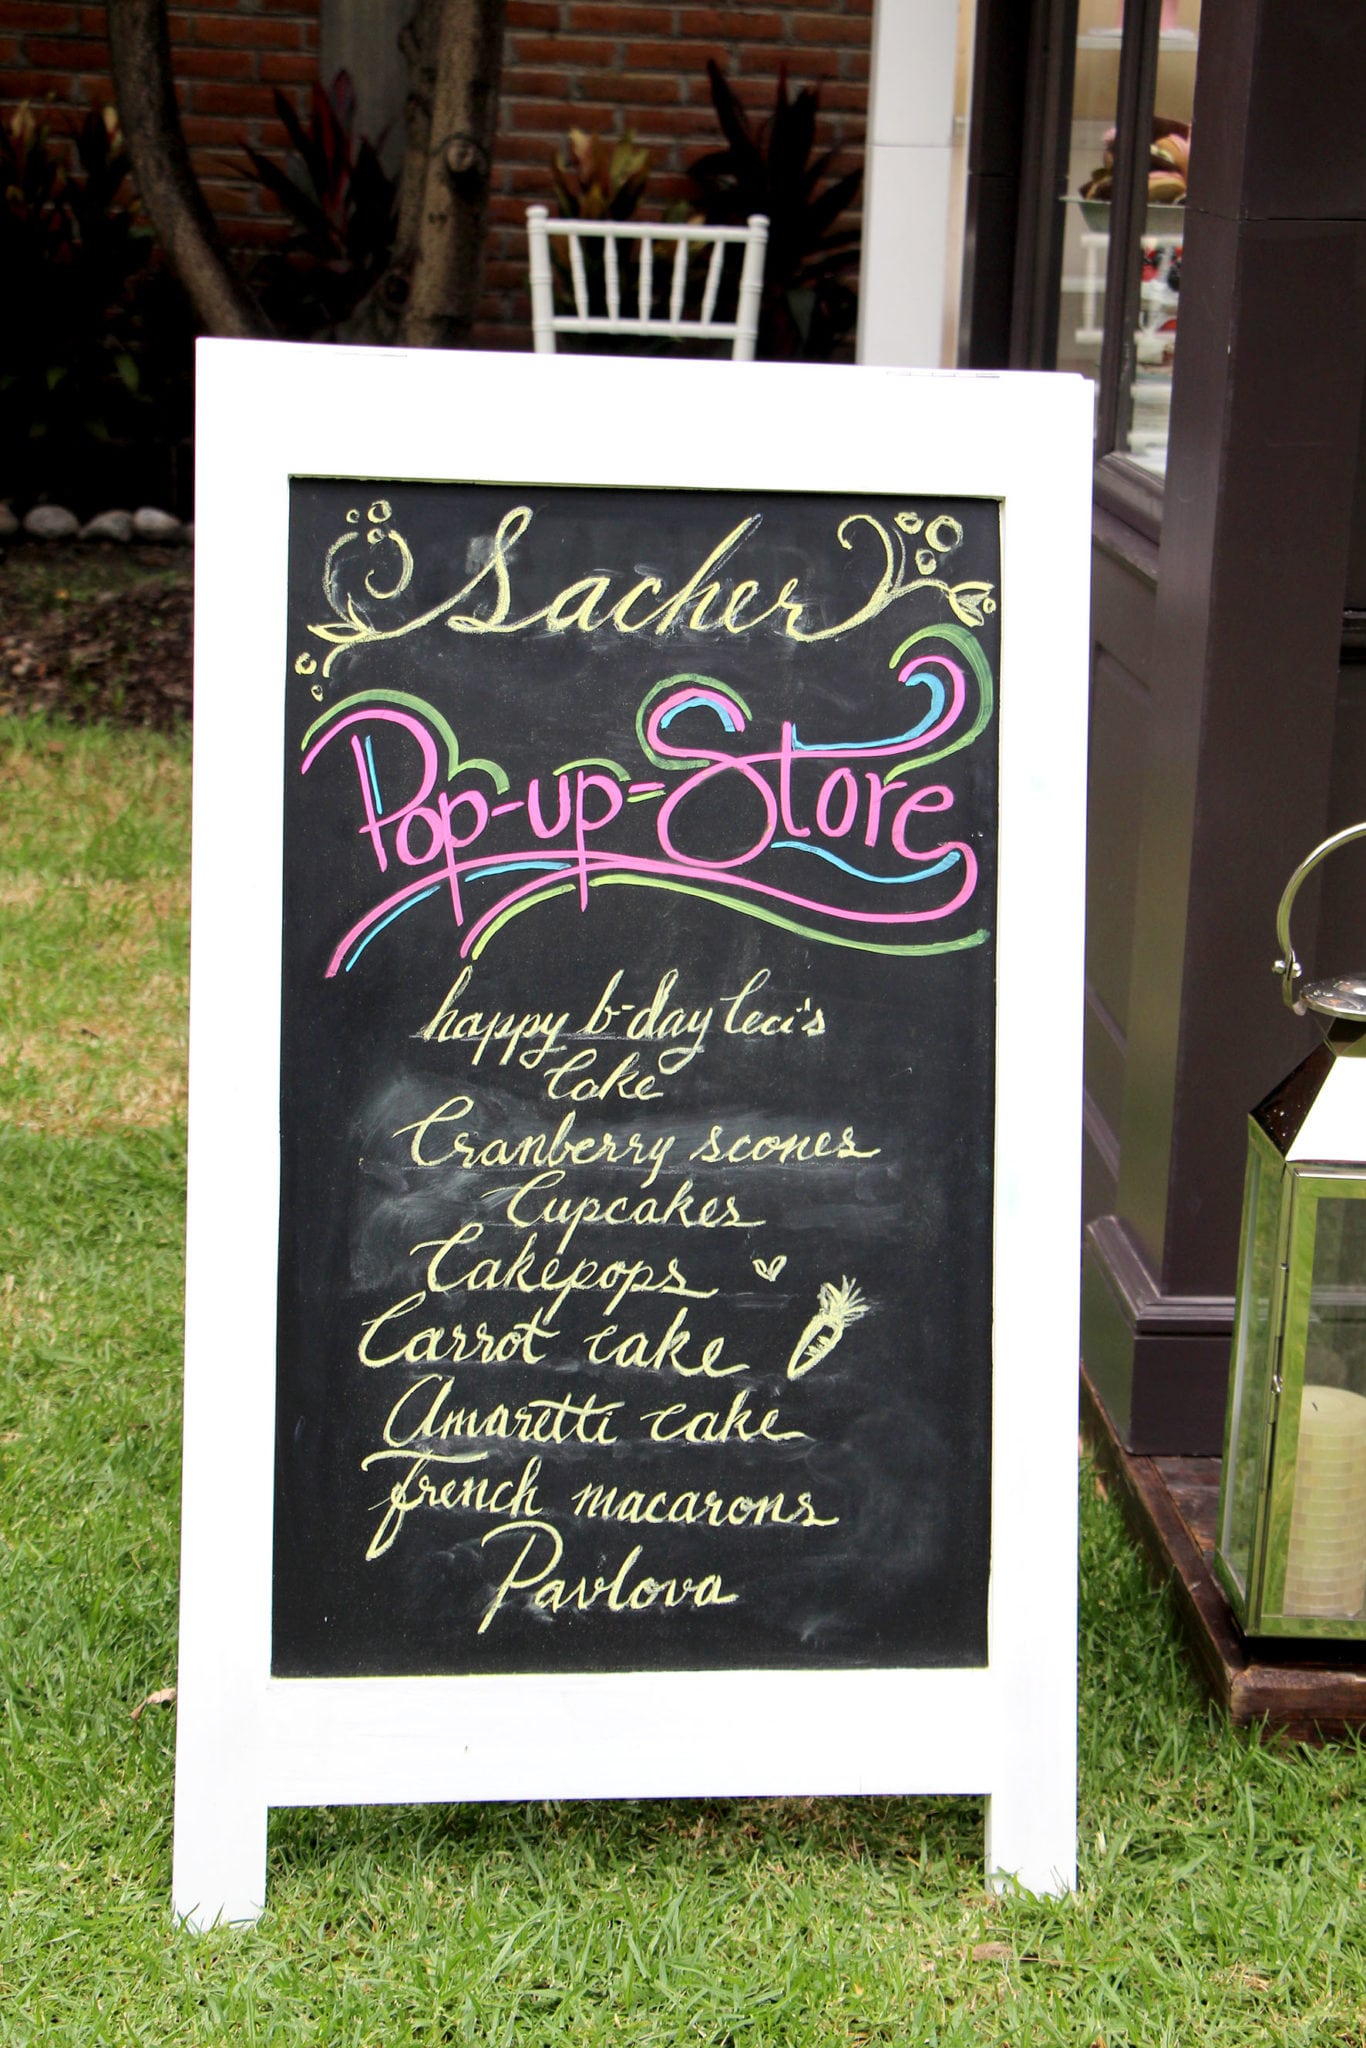 Sacher
Pop-up-Store
happy b-day Leci's
Cake
Cranberry scones
Cupcakes
Cakepops
Carrot cake
Amaretti cake
french macarons
Pavlova